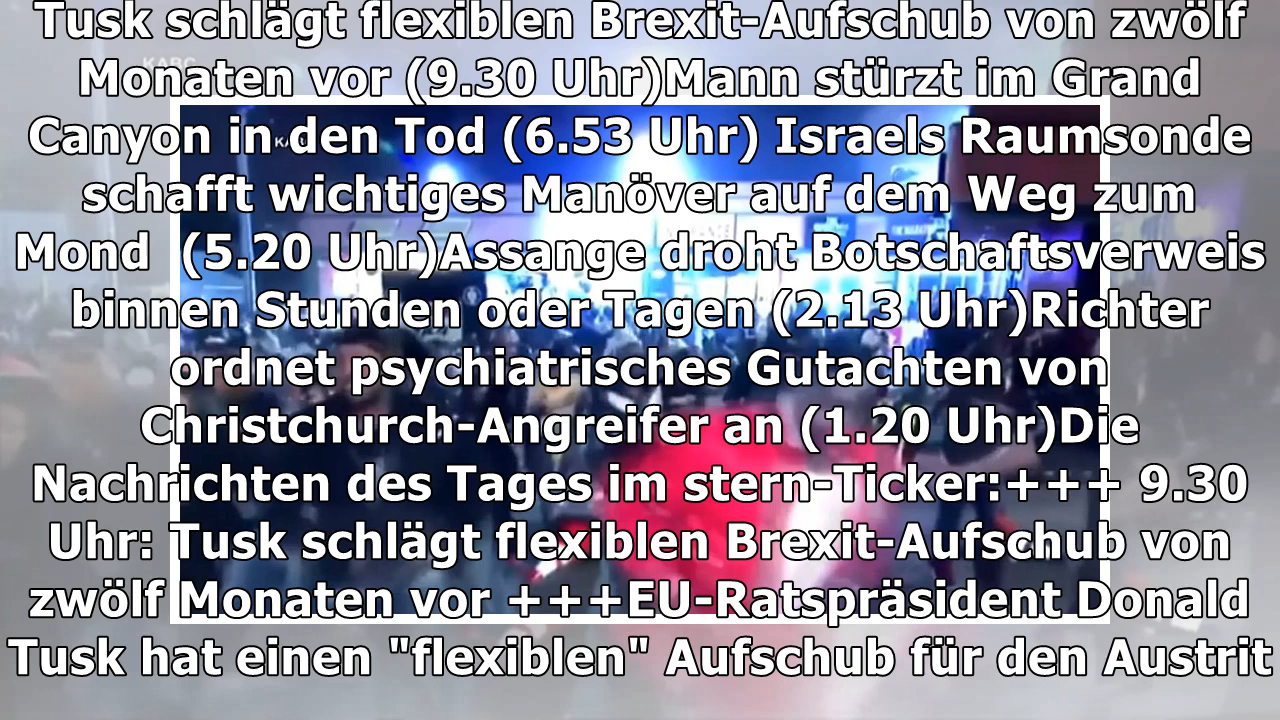 Tusk schlägt flexiblen Brexit-Aufschub von zwölf
Monaten vor (9.30 Uhr)Mann stürzt im Grand
Canyon in den Tod (6.53 Uhr) Israels Raumsonde
schafft wichtiges Manöver auf dem Weg zum
Mond  (5.20 Uhr)Assange droht Botschaftsverweis
binnen Stunden oder Tagen (2.13 Uhr)Richter
ordnet psychiatrisches Gutachten von
Christchurch-Angreifer an (1.20 Uhr)Die
Nachrichten des Tages im stern-Ticker:+++ 9.30
Uhr: Tusk schlägt flexiblen Brexit-Aufschub von
zwölf Monaten vor +++EU-Ratspräsident Donald
Tusk hat einen "flexiblen" Aufschub für den Austrit